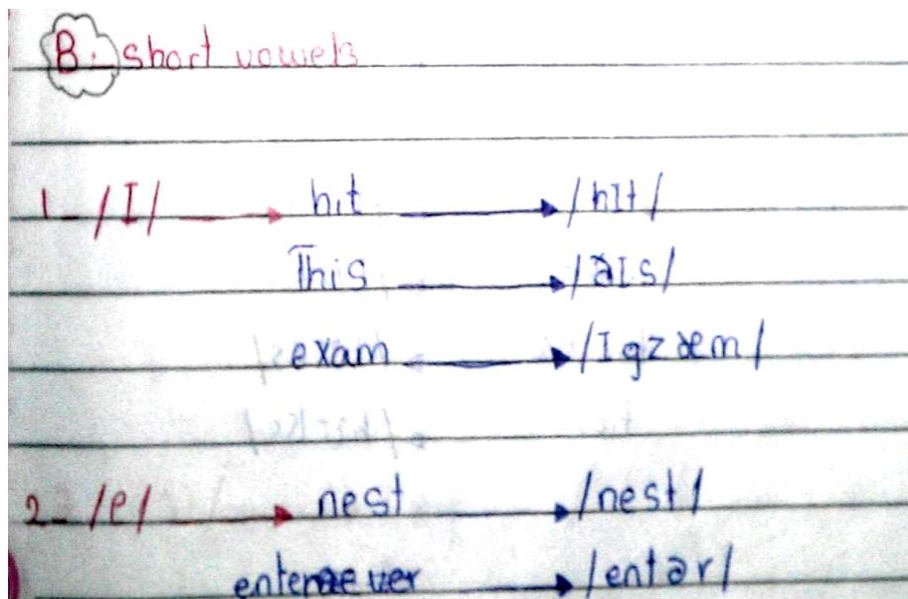 B: short vowels
1 - /I/ → hit → /hIt/
This → /ðIs/
exam → /Igzæm/
2 - /e/ → nest → /nest/
→ /entər/